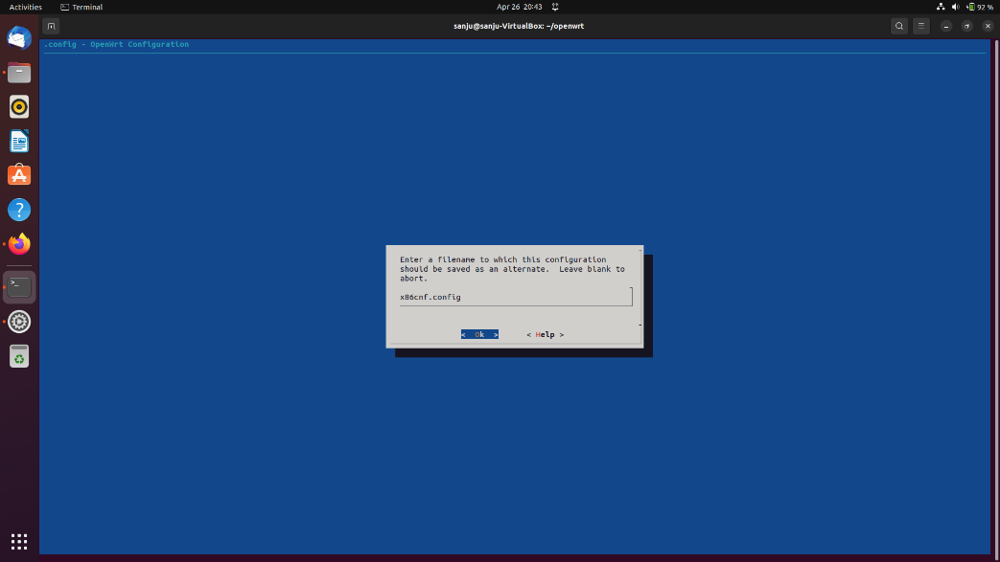 Activities
Terminal
Apr 26 20:43
92 %
sanju@sanju-VirtualBox: ~/openwrt
.config - OpenWrt Configuration
Enter a filename to which this configuration
should be saved as an alternate.  Leave blank to
abort.
x86cnf.config
<  Ok  >
< Help >